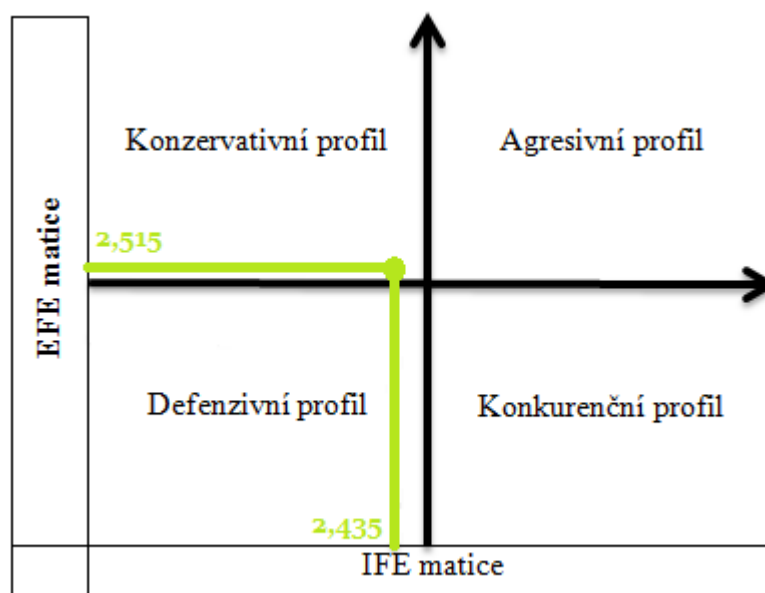 Konzervativní profil
Agresivní profil
EFE matice
2,515
Defenzivní profil
Konkurenční profil
2,435
IFE matice